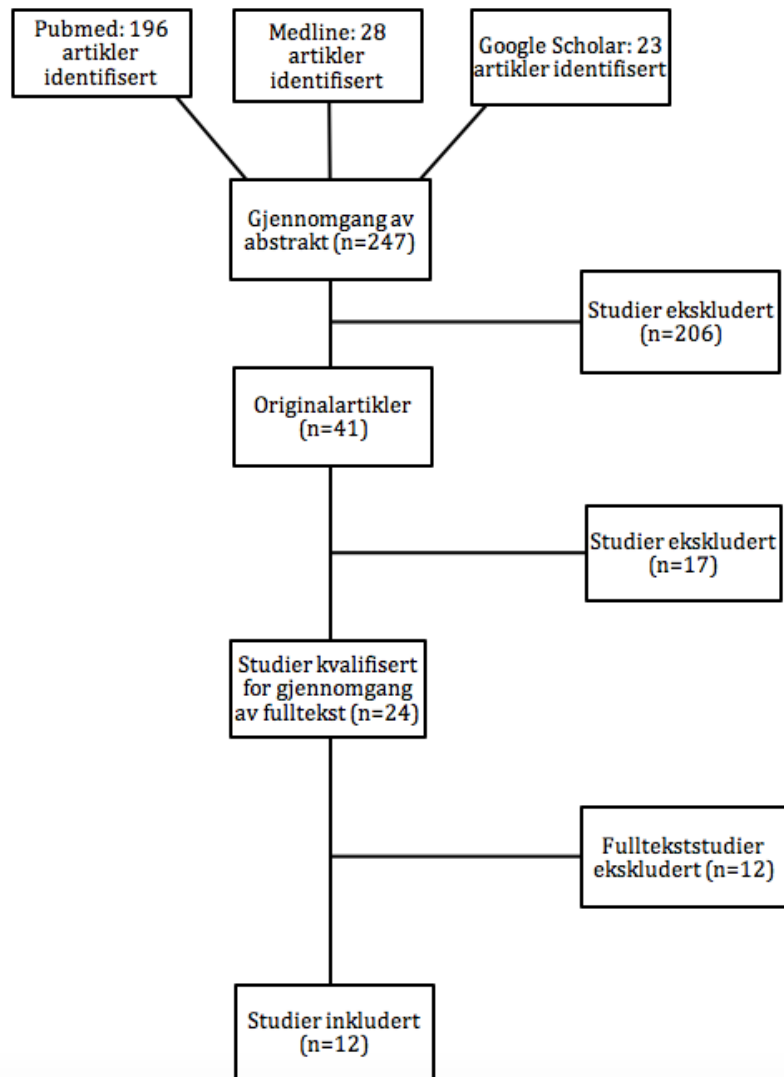 Pubmed: 196
artikler
identifisert
Medline: 28
artikler
identifisert
Google Scholar: 23
artikler identifisert
Gjennomgang av
abstrakt (n=247)
Studier ekskludert
(n=206)
Originalartikler
(n=41)
Studier ekskludert
(n=17)
Studier kvalifisert
for gjennomgang
av fulltekst (n=24)
Fulltekststudier
ekskludert (n=12)
Studier inkludert
(n=12)